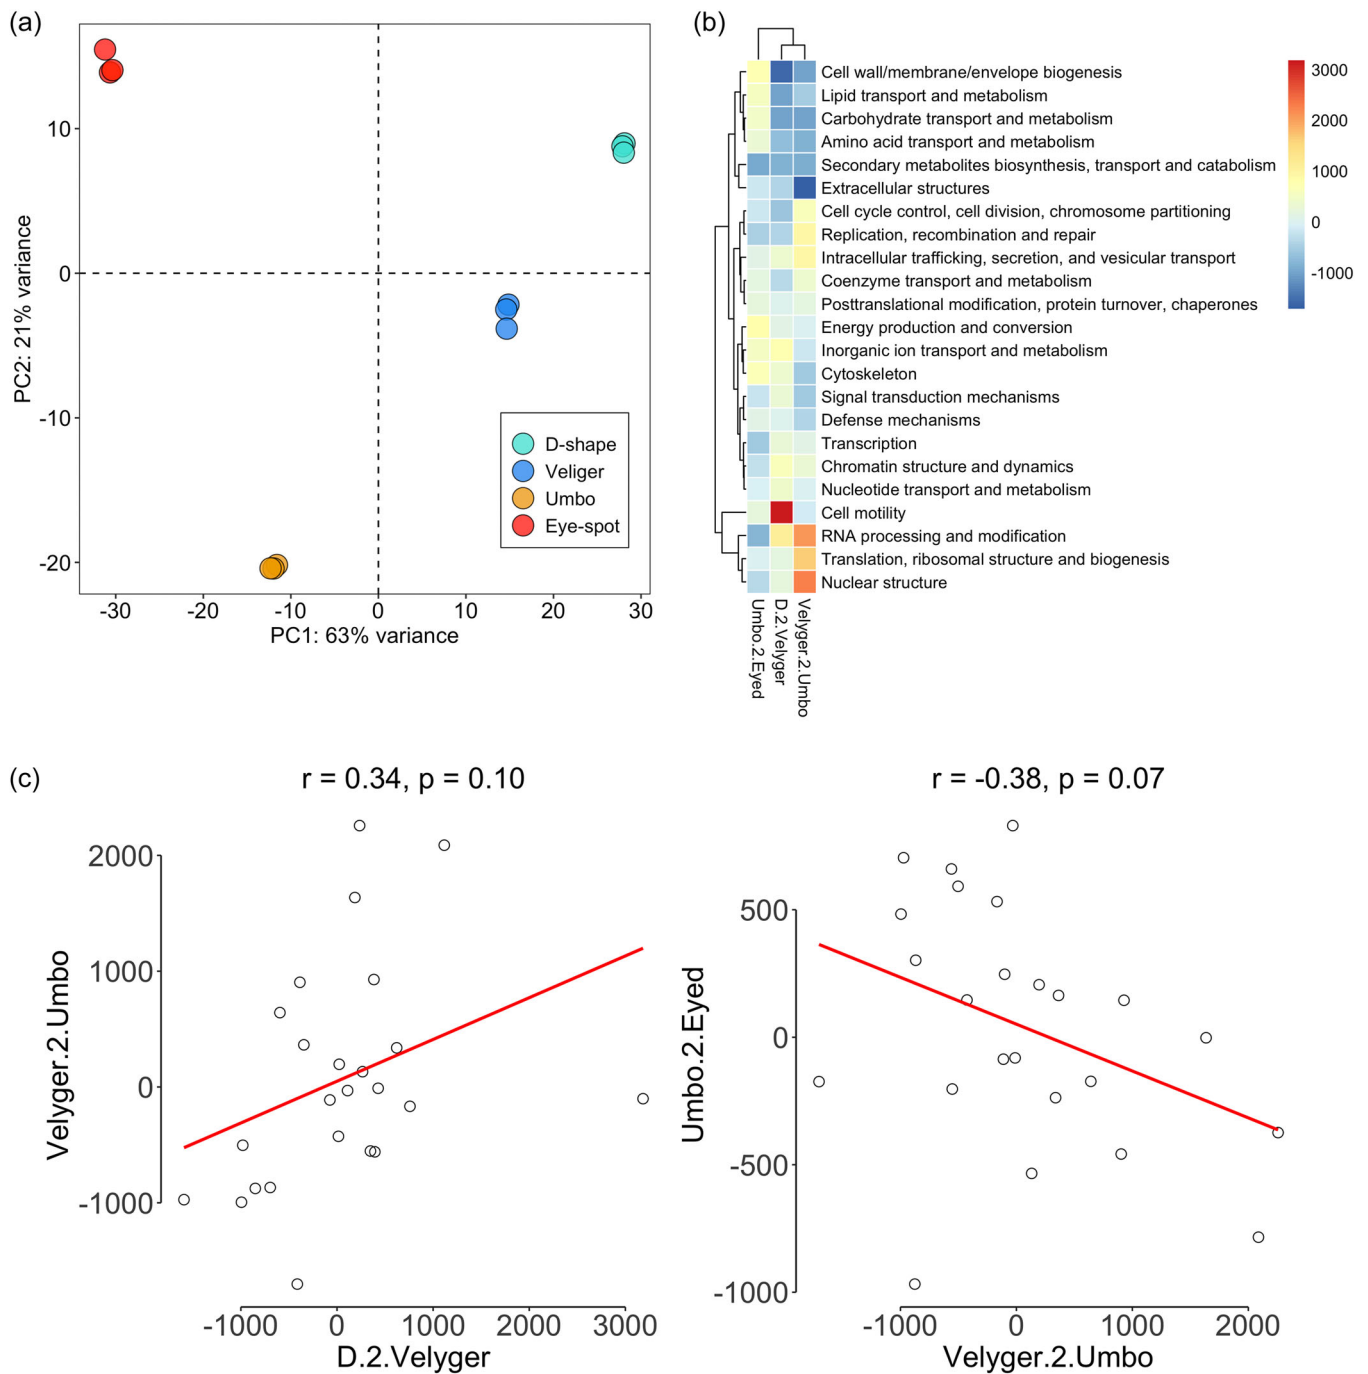 (a)
PC2: 21% variance
10
0
-10
-20
-30
-20
-10
0
10
20
30
PC1: 63% variance
D-shape
Veliger
Umbo
Eye-spot
(b)
Cell wall/membrane/envelope biogenesis
Lipid transport and metabolism
Carbohydrate transport and metabolism
Amino acid transport and metabolism
Secondary metabolites biosynthesis, transport and catabolism
Extracellular structures
Cell cycle control, cell division, chromosome partitioning
Replication, recombination and repair
Intracellular trafficking, secretion, and vesicular transport
Coenzyme transport and metabolism
Posttranslational modification, protein turnover, chaperones
Energy production and conversion
Inorganic ion transport and metabolism
Cytoskeleton
Signal transduction mechanisms
Defense mechanisms
Transcription
Chromatin structure and dynamics
Nucleotide transport and metabolism
Cell motility
RNA processing and modification
Translation, ribosomal structure and biogenesis
Nuclear structure
Umbo.2.Eyed
D.2.Velyger
Velyger.2.Umbo
3000
2000
1000
0
-1000
(c)
r = 0.34, p = 0.10
Velyger.2.Umbo
2000
1000
0
-1000
-1000
0
1000
2000
3000
D.2.Velyger
r = -0.38, p = 0.07
Umbo.2.Eyed
500
0
-500
-1000
-1000
0
1000
2000
Velyger.2.Umbo